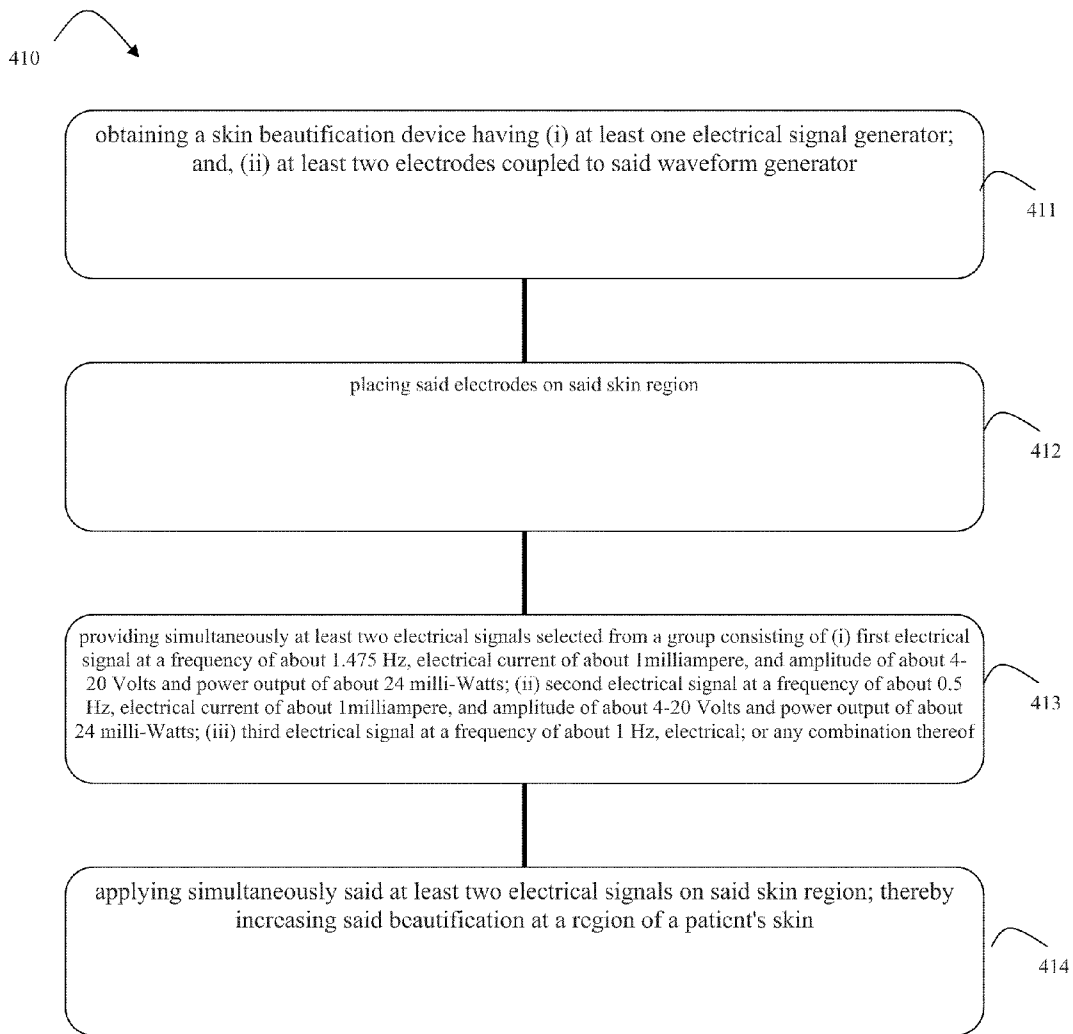 410
obtaining a skin beautification device having (i) at least one electrical signal generator;
and, (ii) at least two electrodes coupled to said waveform generator
411
placing said electrodes on said skin region
412
providing simultaneously at least two electrical signals selected from a group consisting of (i) first electrical
signal at a frequency of about 1.475 Hz, electrical current of about 1milliampere, and amplitude of about 4-
20 Volts and power output of about 24 milli-Watts; (ii) second electrical signal at a frequency of about 0.5
Hz, electrical current of about 1milliampere, and amplitude of about 4-20 Volts and power output of about
24 milli-Watts; (iii) third electrical signal at a frequency of about 1 Hz, electrical; or any combination thereof
413
applying simultaneously said at least two electrical signals on said skin region; thereby
increasing said beautification at a region of a patient's skin
414